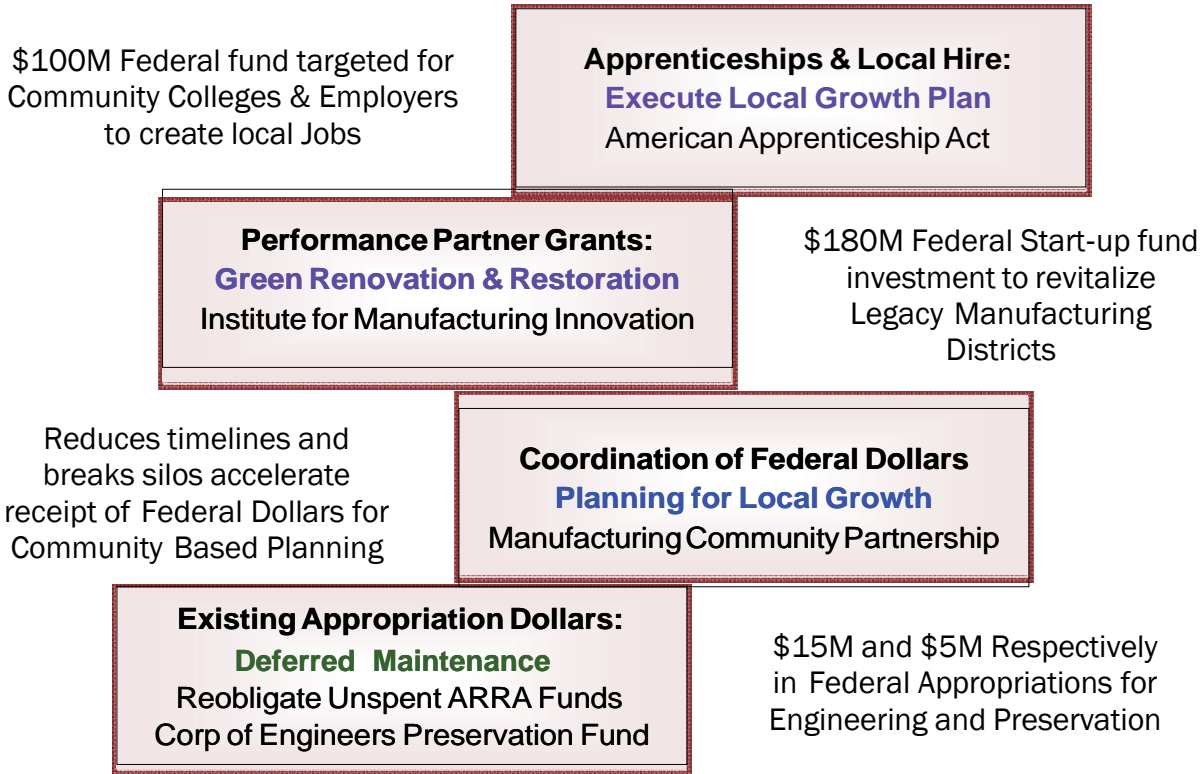 $100M Federal fund targeted for
Community Colleges & Employers
to create local Jobs
Apprenticeships & Local Hire:
Execute Local Growth Plan
American Apprenticeship Act
Performance Partner Grants:
Green Renovation & Restoration
Institute for Manufacturing Innovation
$180M Federal Start-up fund
investment to revitalize
Legacy Manufacturing
Districts
Reduces timelines and
breaks silos accelerate
receipt of Federal Dollars for
Community Based Planning
Coordination of Federal Dollars
Planning for Local Growth
Manufacturing Community Partnership
Existing Appropriation Dollars:
Deferred Maintenance
Reobligate Unspent ARRA Funds
Corp of Engineers Preservation Fund
$15M and $5M Respectively
in Federal Appropriations for
Engineering and Preservation